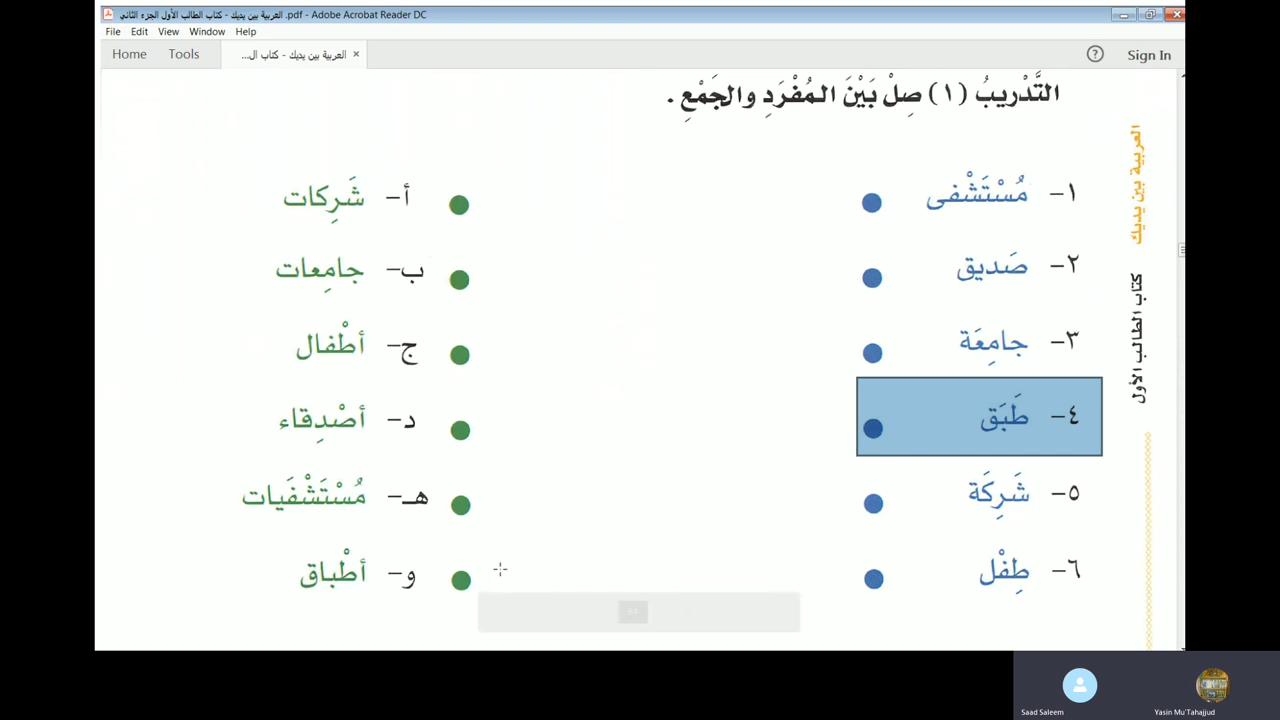 العربية بين يديك - كتاب الطالب الأول الجزء الثاني .pdf - Adobe Acrobat Reader DC
File Edit View Window Help
Home Tools العربية بين يديك - كتاب ال... × ? Sign In
التَّدْريبُ (١) صِلْ بَيْنَ المُفْرَدِ والجَمْعِ .
١- مُسْتَشْفى أ- شَرِكات
٢- صَديق ب- جامِعات
٣- جامِعَة ج- أطْفال
٤- طَبَق د- أصْدِقاء
٥- شَرِكَة هـ- مُسْتَشْفَيات
٦- طِفْل و- أطْباق
العربية بين يديك
كتاب الطالب الأول
Saad Saleem
Yasin Mu`Tahajjud